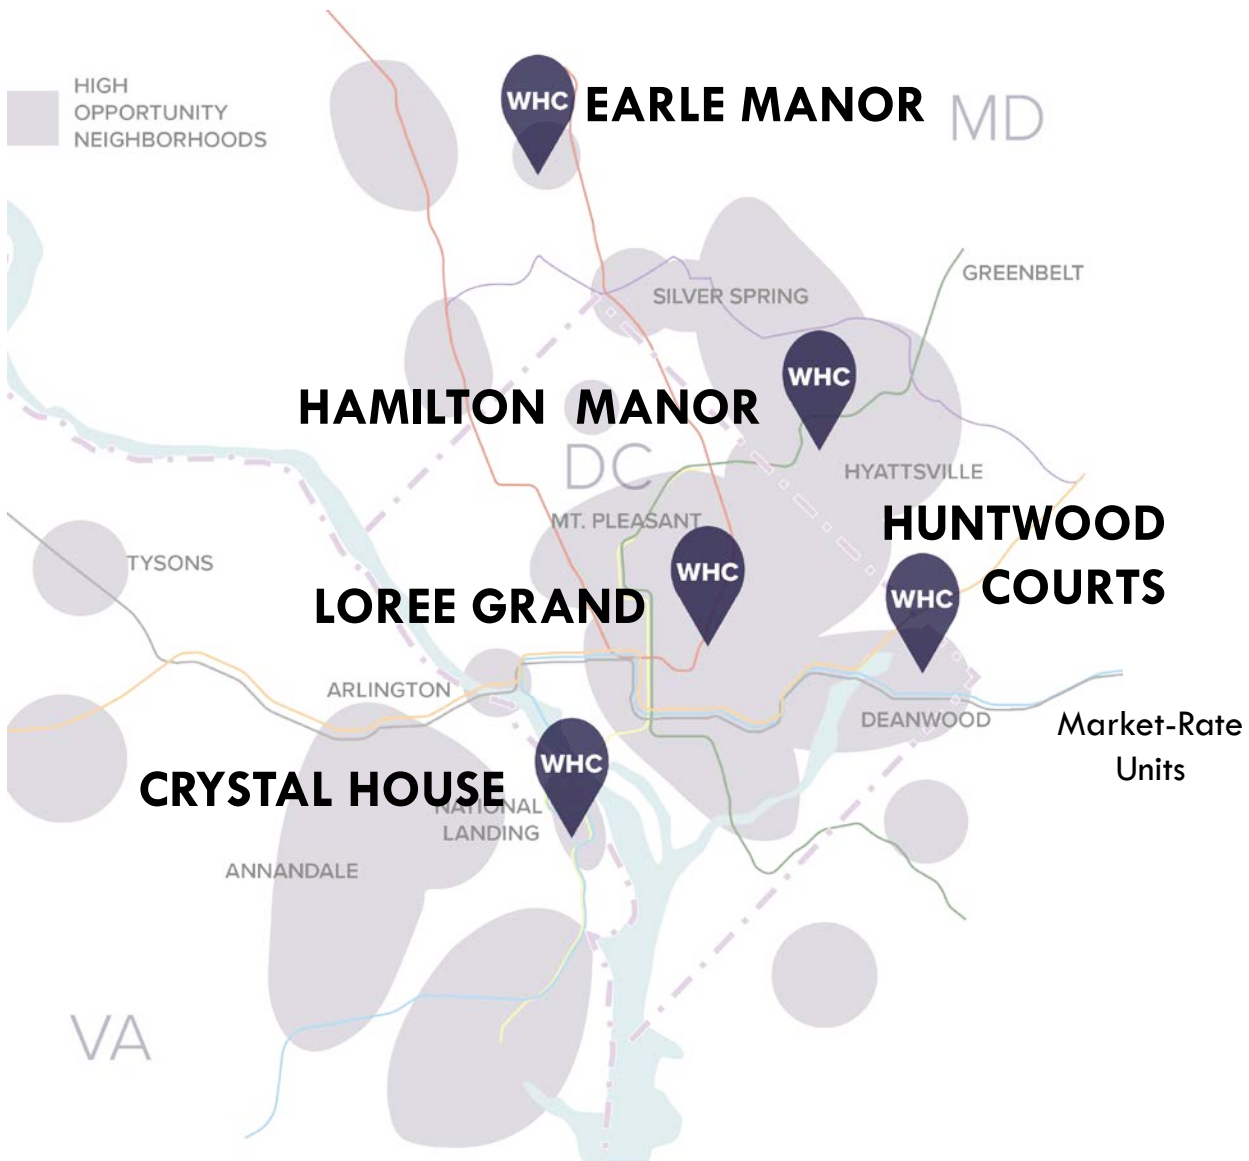 HIGH
OPPORTUNITY
NEIGHBORHOODS
WHC
EARLE MANOR
MD
GREENBELT
SILVER SPRING
WHC
HAMILTON MANOR
DC
HYATTSVILLE
MT. PLEASANT
HUNTWOOD
COURTS
TYSONS
WHC
WHC
LOREE GRAND
ARLINGTON
DEANWOOD
Market-Rate
Units
WHC
CRYSTAL HOUSE
NATIONAL
LANDING
ANNANDALE
VA